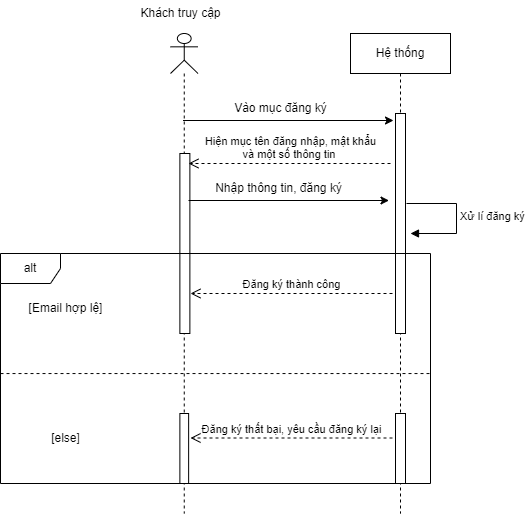 Khách truy cập
Hệ thống
Vào mục đăng ký
Hiện mục tên đăng nhập, mật khẩu
và một số thông tin
Nhập thông tin, đăng ký
Xử lí đăng ký
alt
Đăng ký thành công
[Email hợp lệ]
Đăng ký thất bại, yêu cầu đăng ký lại
[else]